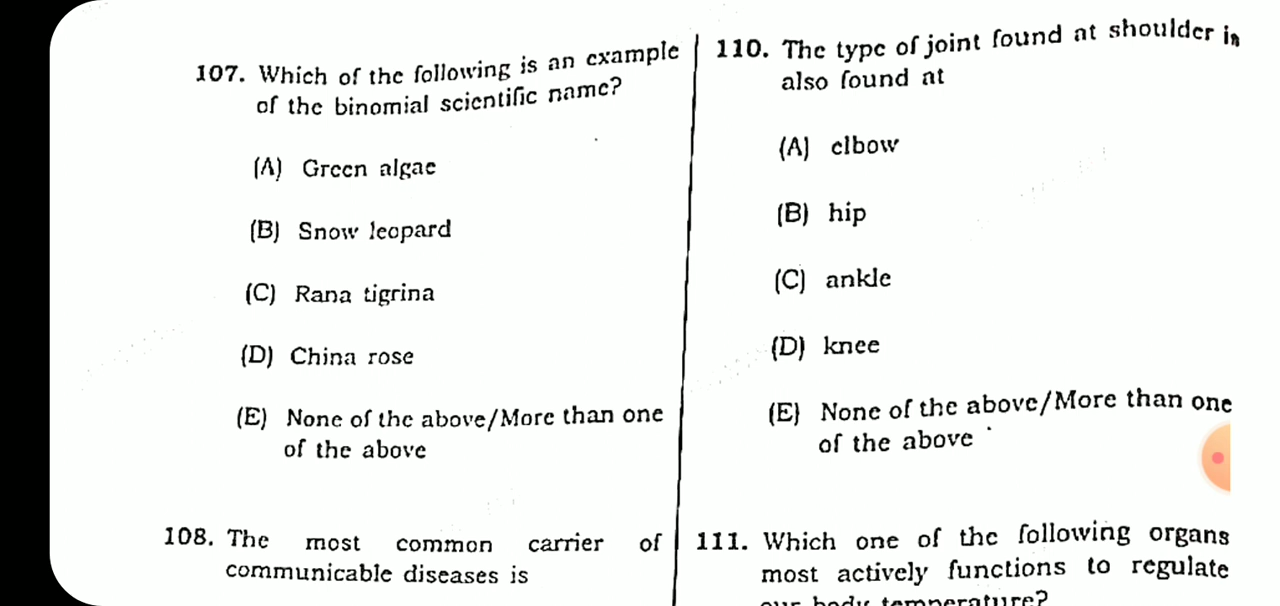 107. Which of the following is an example
of the binomial scientific name?
(A) Green algae
(B) Snow leopard
(C) Rana tigrina
(D) China rose
(E) None of the above/More than one
of the above
108. The most common carrier of
communicable diseases is
110. The type of joint found at shoulder is
also found at
(A) elbow
(B) hip
(C) ankle
(D) knee
(E) None of the above/More than one
of the above
111. Which one of the following organs
most actively functions to regulate
our body temperature?